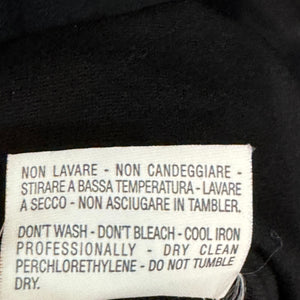 NON LAVARE - NON CANDEGGIARE -
STIRARE A BASSA TEMPERATURA - LAVARE
A SECCO - NON ASCIUGARE IN TAMBLER.
DON'T WASH - DON'T BLEACH - COOL IRON
PROFESSIONALLY - DRY CLEAN
PERCHLORETHYLENE - DO NOT TUMBLE
DRY.